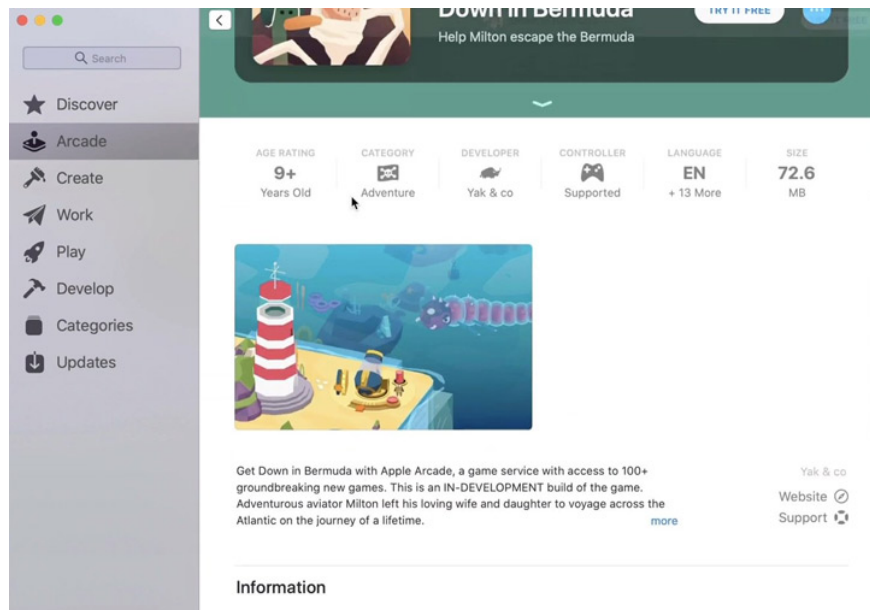 Down in Bermuda
TRY IT FREE
Help Milton escape the Bermuda
Search
Discover
Arcade
Create
Work
Play
Develop
Categories
Updates
AGE RATING
9+
Years Old
CATEGORY
Adventure
DEVELOPER
Yak & co
CONTROLLER
Supported
LANGUAGE
EN
+ 13 More
SIZE
72.6
MB
Get Down in Bermuda with Apple Arcade, a game service with access to 100+
groundbreaking new games. This is an IN-DEVELOPMENT build of the game.
Adventurous aviator Milton left his loving wife and daughter to voyage across the
Atlantic on the journey of a lifetime.
more
Yak & co
Website
Support
Information